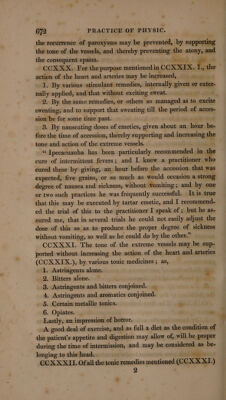 672 PRACTICE OF PHYSIC.
the recurrence of paroxysms may be prevented, by supporting
the tone of the vessels, and thereby preventing the atony, and
the consequent spasm.
CCXXX. For the purpose mentioned in CCXXIX. I., the
action of the heart and arteries may be increased,
1. By various stimulant remedies, internally given or exter-
nally applied, and that without exciting sweat.
2. By the same remedies, or others so managed as to excite
sweating, and to support that sweating till the period of acces-
sion be for some time past.
3. By nauseating doses of emetics, given about an hour be-
fore the time of accession, thereby supporting and increasing the
tone and action of the extreme vessels.
" Ipecacuanha has been particularly recommended in the
cure of intermittent fevers; and I knew a practitioner who
cured these by giving, an hour before the accession that was
expected, five grains, or so much as would occasion a strong
degree of nausea and sickness, without vomiting; and by one
or two such practices he was frequently successful. It is true
that this may be executed by tartar emetic, and I recommend-
ed the trial of this to the practitioner I speak of; but he as-
sured me, that in several trials he could not easily adjust the
dose of this so as to produce the proper degree of sickness
without vomiting, so well as he could do by the other."
CCXXXI. The tone of the extreme vessels may be sup-
ported without increasing the action of the heart and arteries
(CCXXIX.), by various tonic medicines; as,
1. Astringents alone.
2. Bitters alone.
3. Astringents and bitters conjoined.
4. Astringents and aromatics conjoined.
5. Certain metallic tonics.
6. Opiates.
Lastly, an impression of horror.
A good deal of exercise, and as full a diet as the condition of
the patient's appetite and digestion may allow of, will be proper
during the time of intermission, and may be considered as be-
longing to this head.
CCXXXII. Of all the tonic remedies mentioned (CCXXXI.)
2